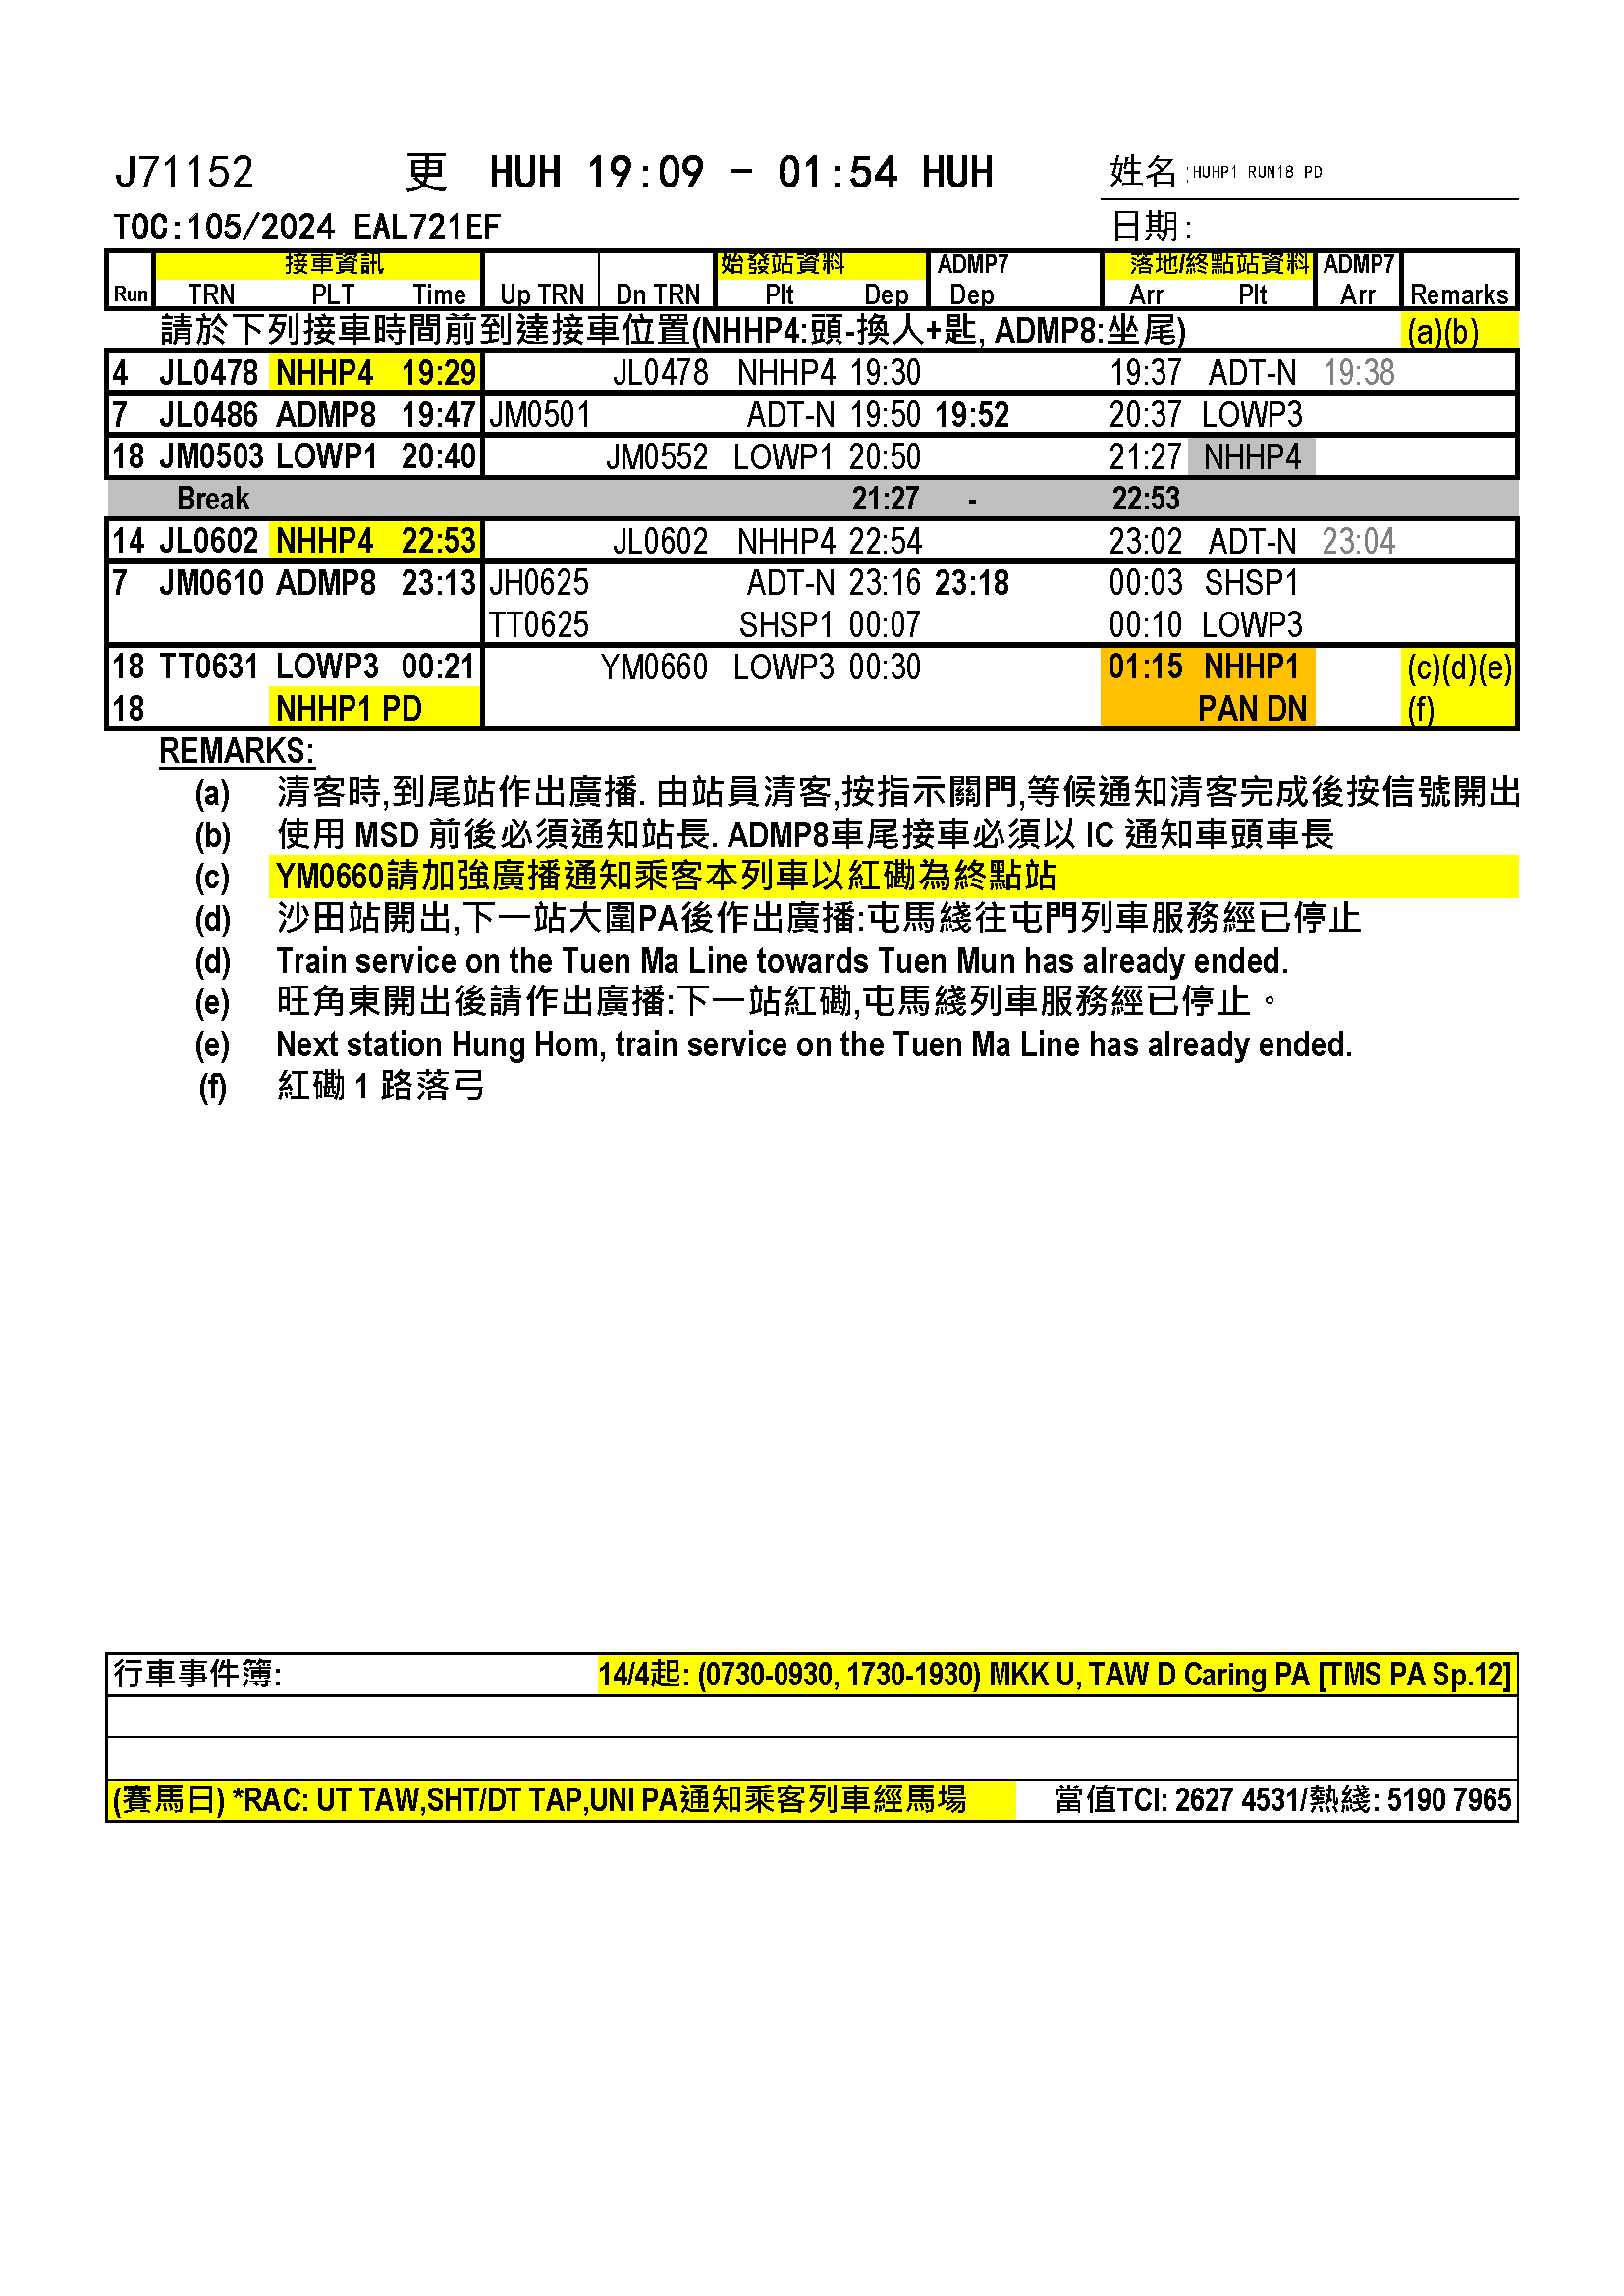 J71152 更 HUH 19:09 - 01:54 HUH 姓名:HUHP1 RUN18 PD
TOC:105/2024 EAL721EF 日期:
接車資訊 始發站資料 ADMP7 落地/終點站資料 ADMP7
Run TRN PLT Time Up TRN Dn TRN Plt Dep Dep Arr Plt Arr Remarks
請於下列接車時間前到達接車位置(NHHP4:頭-換人+匙, ADMP8:坐尾) (a)(b)
4 JL0478 NHHP4 19:29 JL0478 NHHP4 19:30 19:37 ADT-N 19:38
7 JL0486 ADMP8 19:47 JM0501 ADT-N 19:50 19:52 20:37 LOWP3
18 JM0503 LOWP1 20:40 JM0552 LOWP1 20:50 21:27 NHHP4
Break 21:27 - 22:53
14 JL0602 NHHP4 22:53 JL0602 NHHP4 22:54 23:02 ADT-N 23:04
7 JM0610 ADMP8 23:13 JH0625 ADT-N 23:16 23:18 00:03 SHSP1
TT0625 SHSP1 00:07 00:10 LOWP3
18 TT0631 LOWP3 00:21 YM0660 LOWP3 00:30 01:15 NHHP1 (c)(d)(e)
18 NHHP1 PD PAN DN (f)
REMARKS:
(a) 清客時,到尾站作出廣播. 由站員清客,按指示關門,等候通知清客完成後按信號開出
(b) 使用 MSD 前後必須通知站長. ADMP8車尾接車必須以 IC 通知車頭車長
(c) YM0660請加強廣播通知乘客本列車以紅磡為終點站
(d) 沙田站開出,下一站大圍PA後作出廣播:屯馬綫往屯門列車服務經已停止
(d) Train service on the Tuen Ma Line towards Tuen Mun has already ended.
(e) 旺角東開出後請作出廣播:下一站紅磡,屯馬綫列車服務經已停止。
(e) Next station Hung Hom, train service on the Tuen Ma Line has already ended.
(f) 紅磡 1 路落弓
行車事件簿: 14/4起: (0730-0930, 1730-1930) MKK U, TAW D Caring PA [TMS PA Sp.12]
(賽馬日) *RAC: UT TAW,SHT/DT TAP,UNI PA通知乘客列車經馬場 當值TCI: 2627 4531/熱綫: 5190 7965